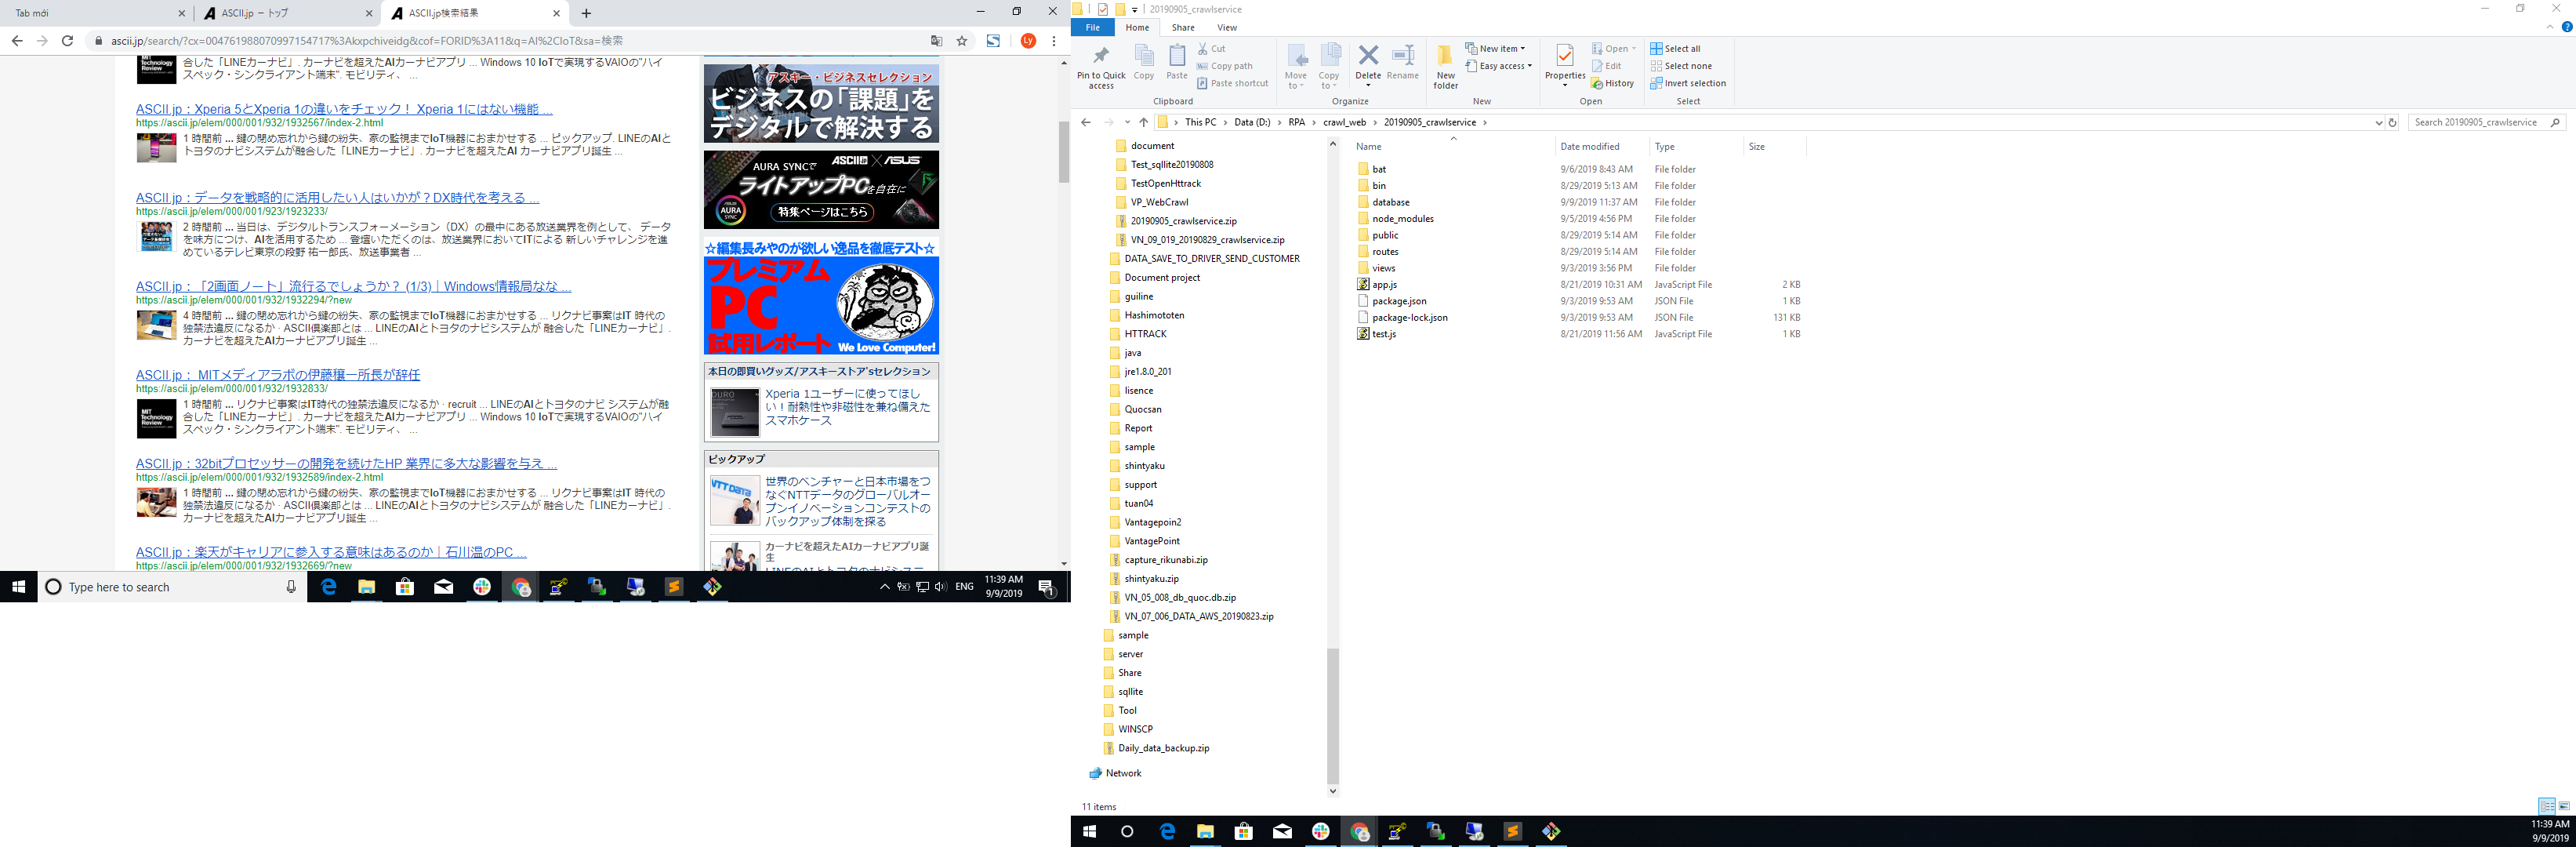 Tab mới
ASCII.jp − トップ
ASCII.jp検索結果
ascii.jp/search/?cx=004761988070997154717%3Akxpchiveidg&cof=FORID%3A11&q=AI%2CIoT&sa=検索
Ly
MIT Technology Review
合した「LINEカーナビ」. カーナビを超えたAIカーナビアプリ ... Windows 10 IoTで実現するVAIOの"ハイ
スペック・シンクライアント端末". モビリティ、 ...
ASCII.jp：Xperia 5とXperia 1の違いをチェック！ Xperia 1にはない機能 ...
https://ascii.jp/elem/000/001/932/1932567/index-2.html
1 時間前 ... 鍵の閉め忘れから鍵の紛失、家の監視までIoT機器におまかせする ... ピックアップ. LINEのAIと
トヨタのナビシステムが融合した「LINEカーナビ」. カーナビを超えたAI カーナビアプリ誕生 ...
ASCII.jp：データを戦略的に活用したい人はいかが？DX時代を考える ...
https://ascii.jp/elem/000/001/923/1923233/
2 時間前 ... 当日は、デジタルトランスフォーメーション（DX）の最中にある放送業界を例として、 データ
を味方につけ、AIを活用するため ... 登壇いただくのは、放送業界においてITによる 新しいチャレンジを進
めているテレビ東京の段野 祐一郎氏、放送事業者 ...
ASCII.jp：「2画面ノート」流行るでしょうか？ (1/3)｜Windows情報局なな ...
https://ascii.jp/elem/000/001/932/1932294/?new
4 時間前 ... 鍵の閉め忘れから鍵の紛失、家の監視までIoT機器におまかせする ... リクナビ事案はIT 時代の
独禁法違反になるか · ASCII倶楽部とは ... LINEのAIとトヨタのナビシステムが 融合した「LINEカーナビ」.
カーナビを超えたAIカーナビアプリ誕生 ...
ASCII.jp： MITメディアラボの伊藤穰一所長が辞任
https://ascii.jp/elem/000/001/932/1932833/
MIT Technology Review
1 時間前 ... リクナビ事案はIT時代の独禁法違反になるか · recruit ... LINEのAIとトヨタのナビ システムが融
合した「LINEカーナビ」. カーナビを超えたAIカーナビアプリ ... Windows 10 IoTで実現するVAIOの"ハイ
スペック・シンクライアント端末". モビリティ、 ...
ASCII.jp：32bitプロセッサーの開発を続けたHP 業界に多大な影響を与え ...
https://ascii.jp/elem/000/001/932/1932589/index-2.html
1 時間前 ... 鍵の閉め忘れから鍵の紛失、家の監視までIoT機器におまかせする ... リクナビ事案はIT 時代の
独禁法違反になるか · ASCII倶楽部とは ... LINEのAIとトヨタのナビシステムが 融合した「LINEカーナビ」.
カーナビを超えたAIカーナビアプリ誕生 ...
ASCII.jp：楽天がキャリアに参入する意味はあるのか｜石川温のPC ...
https://ascii.jp/elem/000/001/932/1932669/?new
アスキー・ビジネスセレクション
ビジネスの「課題」を
デジタルで解決する
AURA SYNCで
ASCII × ASUS
ライトアップPCを自在に
AURA SYNC
特集ページはこちら
☆編集長みやのが欲しい逸品を徹底テスト☆
プレミアム
PC
試用レポート
We Love Computer!
本日の即買いグッズ/アスキーストア'sセレクション
DURO
Xperia 1ユーザーに使ってほし
い！耐熱性や非磁性を兼ね備えた
スマホケース
ピックアップ
NTT DATA
世界のベンチャーと日本市場をつ
なぐNTTデータのグローバルオー
プンイノベーションコンテストの
バックアップ体制を探る
カーナビを超えたAIカーナビアプリ誕
生
LINEのAIとトヨタのナビシステ
Type here to search
ENG
11:39 AM
9/9/2019
1
20190905_crawlservice
File
Home
Share
View
Pin to Quick access
Copy
Paste
Cut
Copy path
Paste shortcut
Clipboard
Move to
Copy to
Delete
Rename
Organize
New folder
New item
Easy access
New
Properties
Open
Edit
History
Open
Select all
Select none
Invert selection
Select
This PC
Data (D:)
RPA
crawl_web
20190905_crawlservice
Search 20190905_crawlservice
document
Test_sqllite20190808
TestOpenHttrack
VP_WebCrawl
20190905_crawlservice.zip
VN_09_019_20190829_crawlservice.zip
DATA_SAVE_TO_DRIVER_SEND_CUSTOMER
Document project
guiline
Hashimototen
HTTRACK
java
jre1.8.0_201
lisence
Quocsan
Report
sample
shintyaku
support
tuan04
Vantagepoin2
VantagePoint
capture_rikunabi.zip
shintyaku.zip
VN_05_008_db_quoc.db.zip
VN_07_006_DATA_AWS_20190823.zip
sample
server
Share
sqllite
Tool
WINSCP
Daily_data_backup.zip
Network
Name
Date modified
Type
Size
bat 9/6/2019 8:43 AM File folder
bin 8/29/2019 5:13 AM File folder
database 9/9/2019 11:37 AM File folder
node_modules 9/5/2019 4:56 PM File folder
public 8/29/2019 5:14 AM File folder
routes 8/29/2019 5:14 AM File folder
views 9/3/2019 3:56 PM File folder
app.js 8/21/2019 10:31 AM JavaScript File 2 KB
package.json 9/3/2019 9:53 AM JSON File 1 KB
package-lock.json 9/3/2019 9:53 AM JSON File 131 KB
test.js 8/21/2019 11:56 AM JavaScript File 1 KB
11 items
11:39 AM
9/9/2019